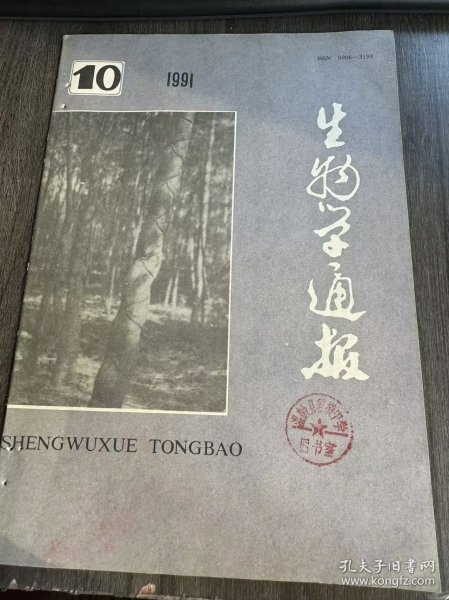 10
1991
ISSN 0006-3193
生物学通报
SHENGWUXUE TONGBAO
图书室
孔夫子旧书网
www.kongfz.com